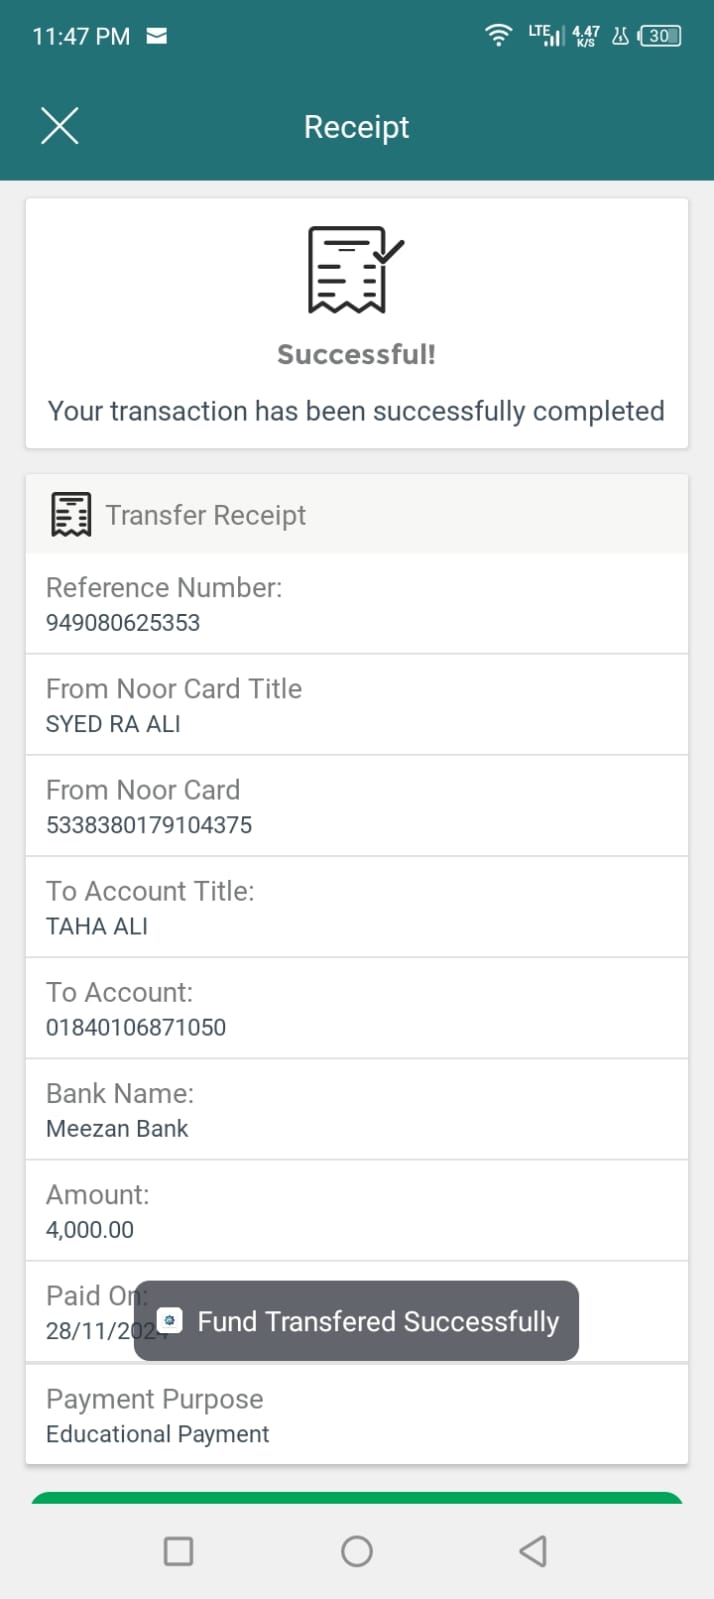 11:47 PM
LTE 4.47 K/S 30
Receipt
Successful!
Your transaction has been successfully completed
Transfer Receipt
Reference Number:
949080625353
From Noor Card Title
SYED RA ALI
From Noor Card
5338380179104375
To Account Title:
TAHA ALI
To Account:
01840106871050
Bank Name:
Meezan Bank
Amount:
4,000.00
Paid On:
28/11/2024
Fund Transfered Successfully
Payment Purpose
Educational Payment